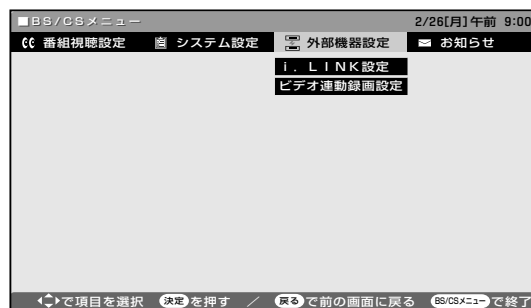 ■BS/CSメニュー 2/26[月]午前 9:00
番組視聴設定 システム設定 外部機器設定 お知らせ
i．LINK設定
ビデオ連動録画設定
で項目を選択 決定を押す ／ 戻るで前の画面に戻る BS/CSメニューで終了